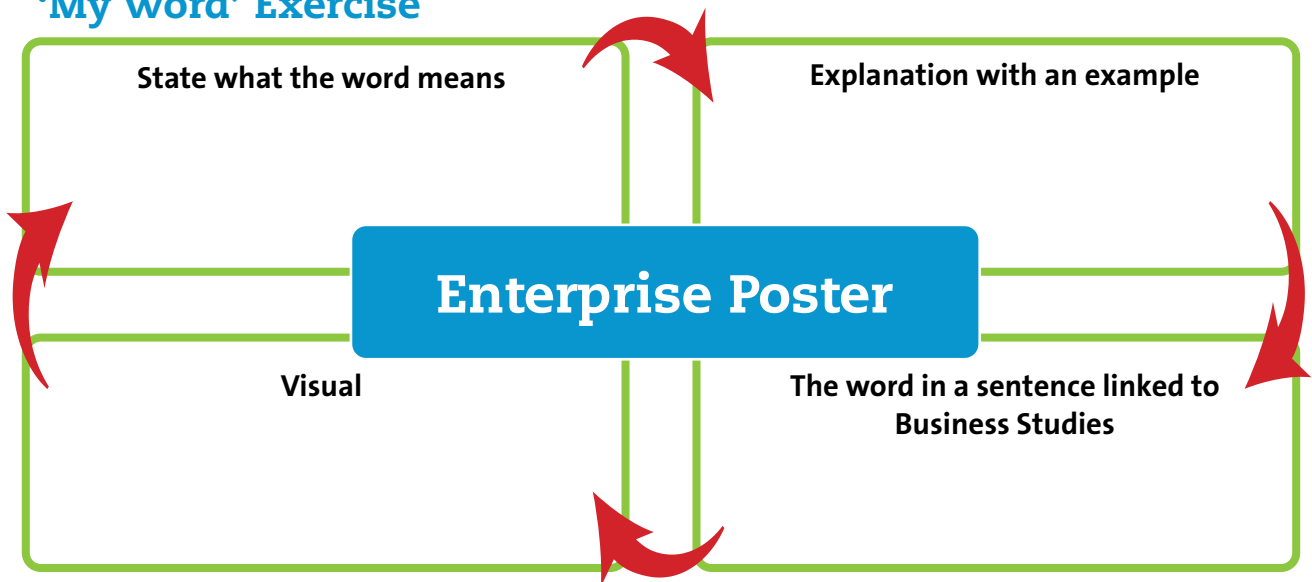 'My Word' Exercise
State what the word means
Explanation with an example
Enterprise Poster
Visual
The word in a sentence linked to
Business Studies